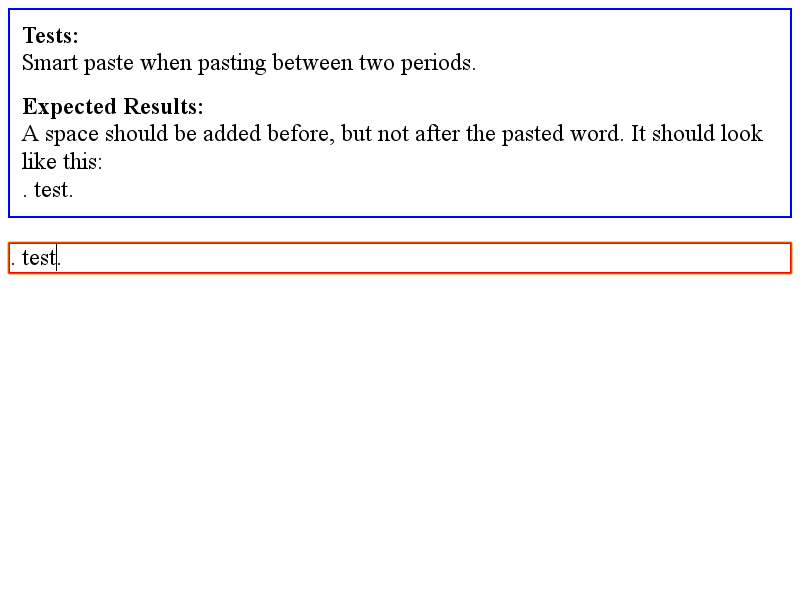 Tests:
Smart paste when pasting between two periods.
Expected Results:
A space should be added before, but not after the pasted word. It should look
like this:
. test.
. test.